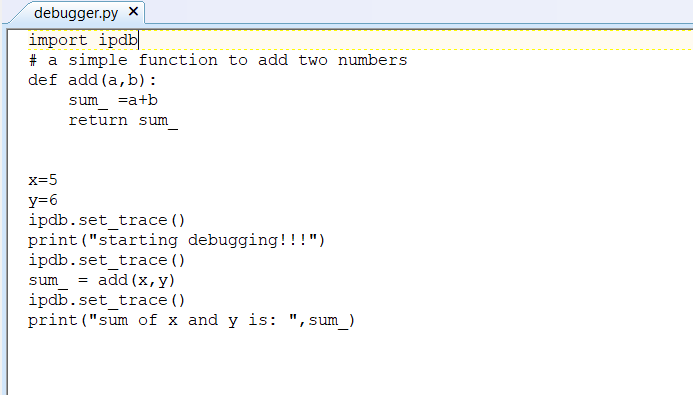 debugger.py ×
import ipdb
# a simple function to add two numbers
def add(a,b):
    sum_ =a+b
    return sum_
x=5
y=6
ipdb.set_trace()
print("starting debugging!!!")
ipdb.set_trace()
sum_ = add(x,y)
ipdb.set_trace()
print("sum of x and y is: ",sum_)